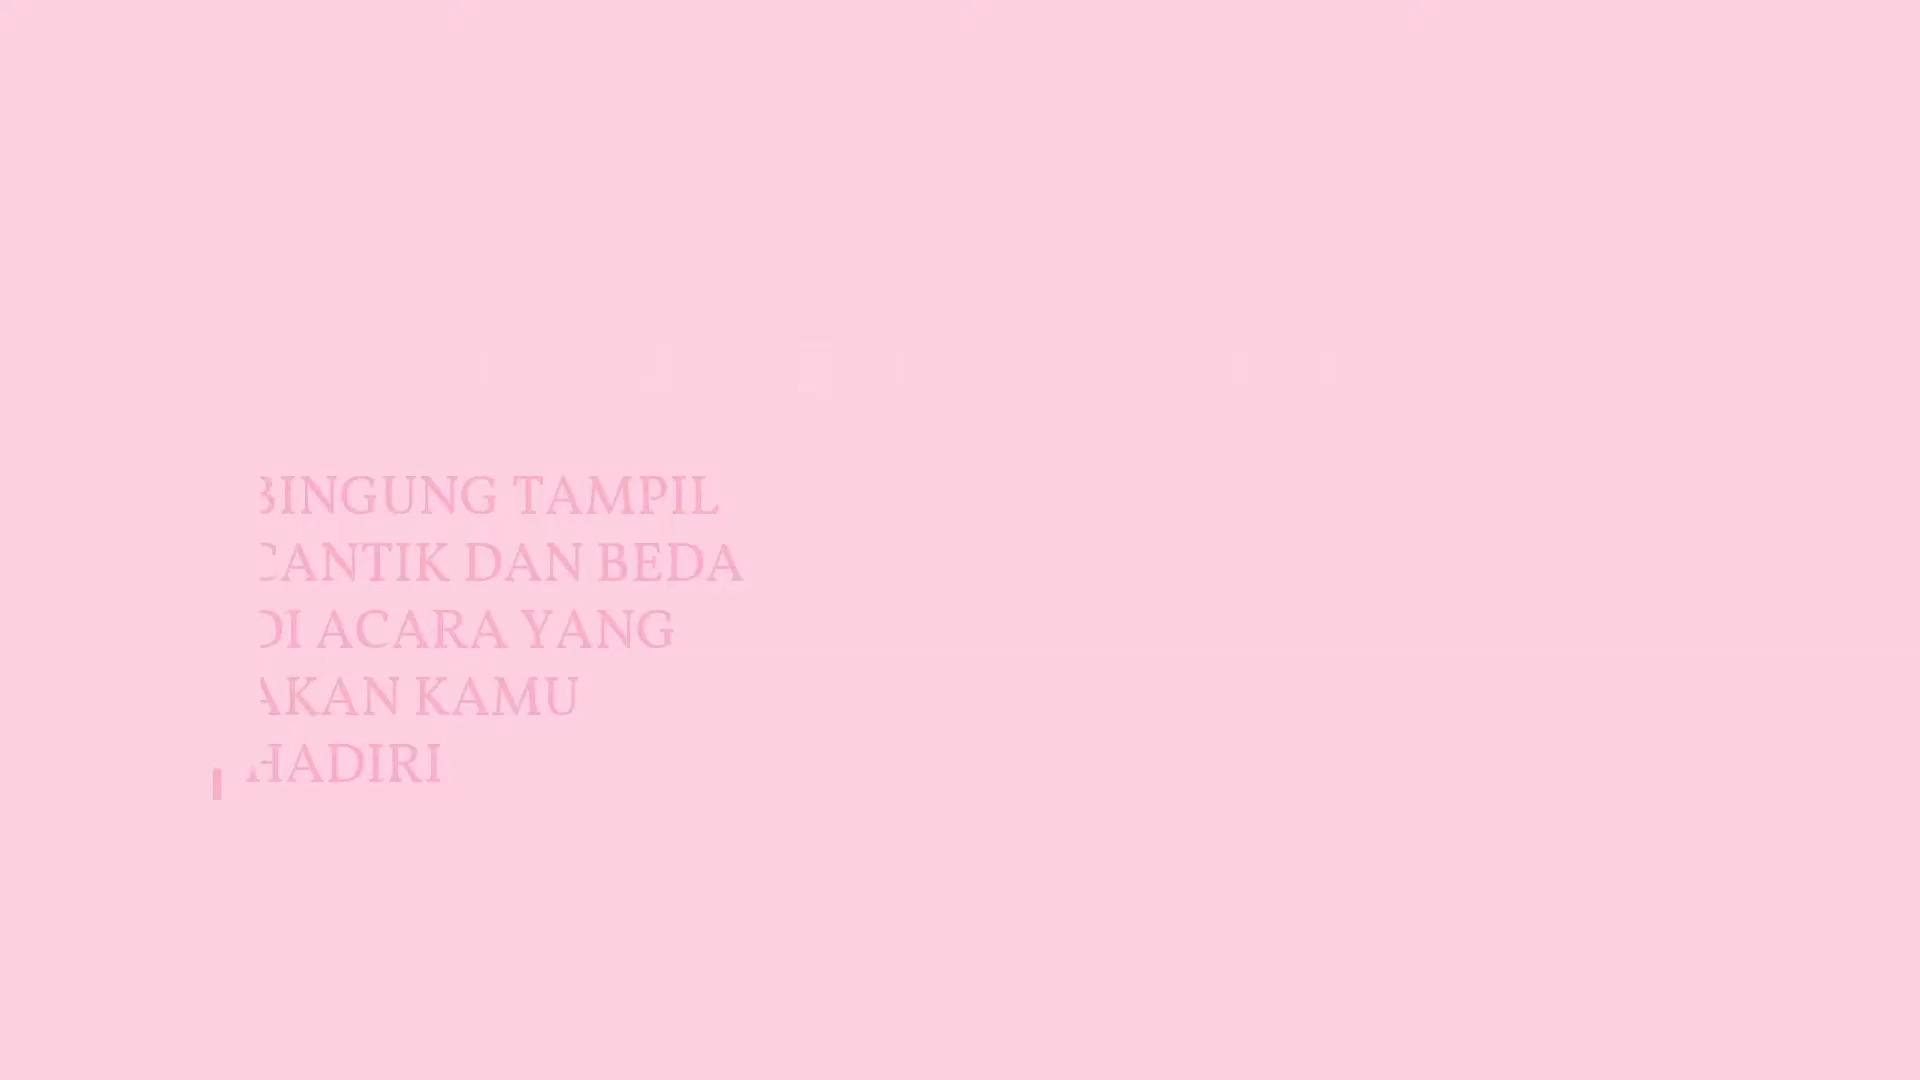 BINGUNG TAMPIL
CANTIK DAN BEDA
DI ACARA YANG
AKAN KAMU
HADIRI